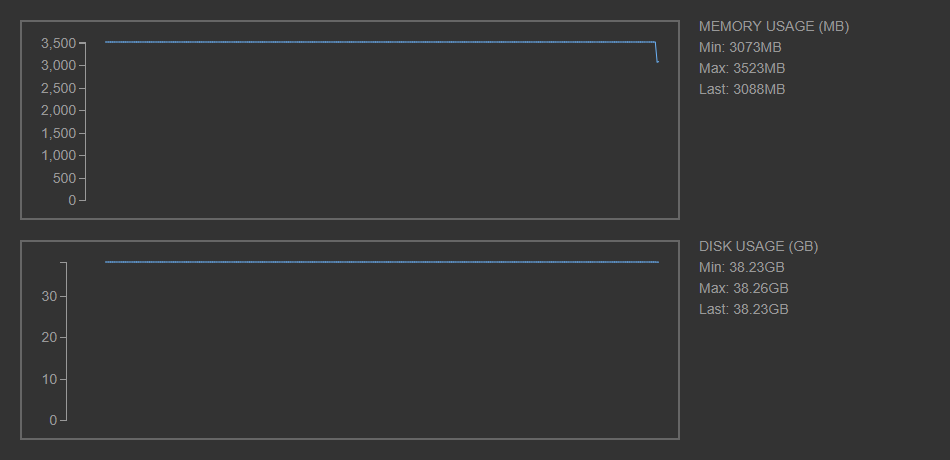 MEMORY USAGE (MB)
Min: 3073MB
Max: 3523MB
Last: 3088MB
3,500
3,000
2,500
2,000
1,500
1,000
500
0
DISK USAGE (GB)
Min: 38.23GB
Max: 38.26GB
Last: 38.23GB
30
20
10
0